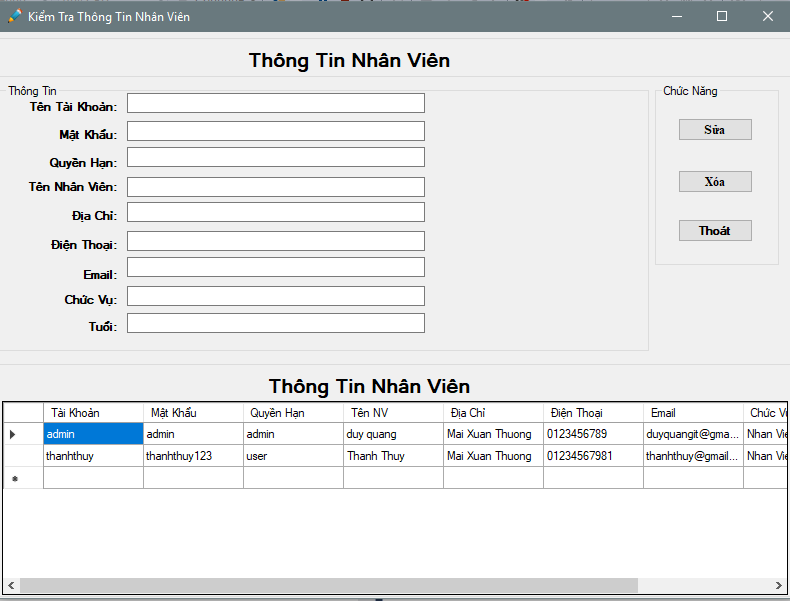 Kiểm Tra Thông Tin Nhân Viên
Thông Tin Nhân Viên
Thông Tin
Tên Tài Khoản:
Mật Khẩu:
Quyền Hạn:
Tên Nhân Viên:
Địa Chỉ:
Điện Thoại:
Email:
Chức Vụ:
Tuổi:
Chức Năng
Sửa
Xóa
Thoát
Thông Tin Nhân Viên
Tài Khoản Mật Khẩu Quyền Hạn Tên NV Địa Chỉ Điện Thoại Email Chức V
admin admin admin duy quang Mai Xuan Thuong 0123456789 duyquangit@gma... Nhan Vie
thanhthuy thanhthuy123 user Thanh Thuy Mai Xuan Thuong 01234567981 thanhthuy@gmail... Nhan Vie